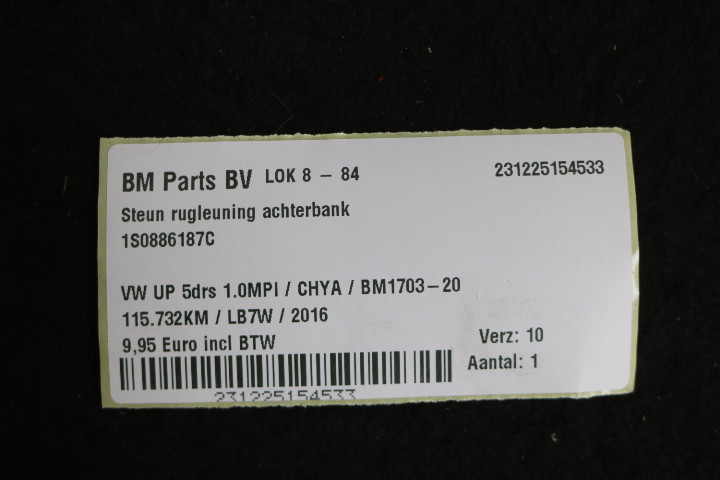 BM Parts BV LOK 8 – 84 231225154533
Steun rugleuning achterbank
1S0886187C
VW UP 5drs 1.0MPI / CHYA / BM1703-20
115.732KM / LB7W / 2016
9,95 Euro incl BTW Verz: 10
Aantal: 1
231225154533